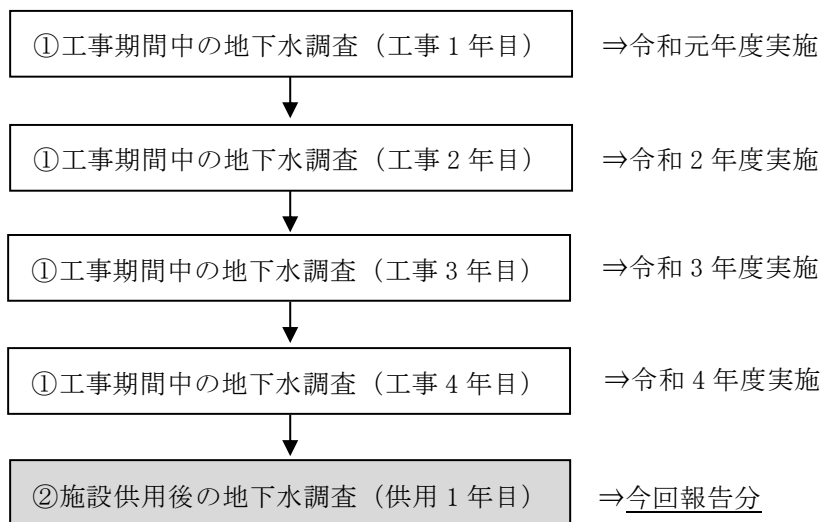 ①工事期間中の地下水調査（工事 1 年目） ⇒令和元年度実施
①工事期間中の地下水調査（工事 2 年目） ⇒令和 2 年度実施
①工事期間中の地下水調査（工事 3 年目） ⇒令和 3 年度実施
①工事期間中の地下水調査（工事 4 年目） ⇒令和 4 年度実施
②施設供用後の地下水調査（供用 1 年目） ⇒今回報告分